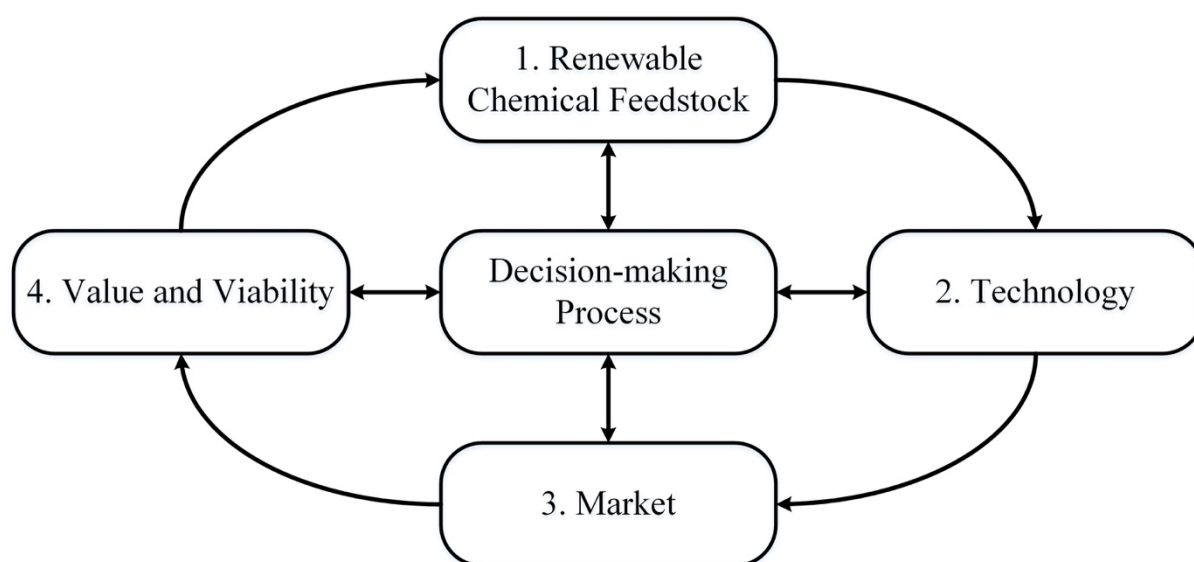 1. Renewable
Chemical Feedstock
4. Value and Viability
Decision-making
Process
2. Technology
3. Market